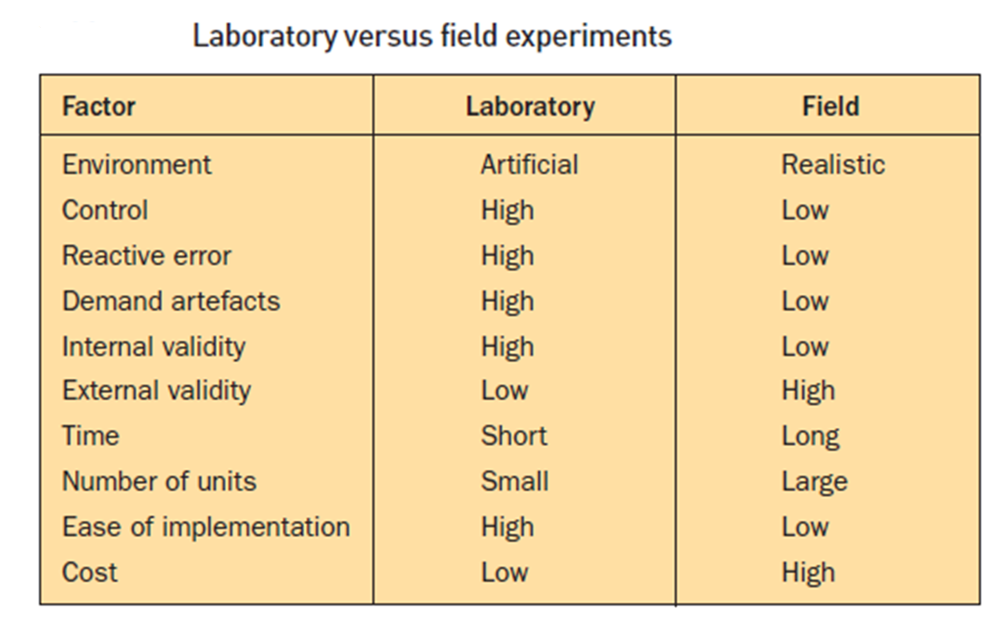 Laboratory versus field experiments
Factor Laboratory Field
Environment Artificial Realistic
Control High Low
Reactive error High Low
Demand artefacts High Low
Internal validity High Low
External validity Low High
Time Short Long
Number of units Small Large
Ease of implementation High Low
Cost Low High